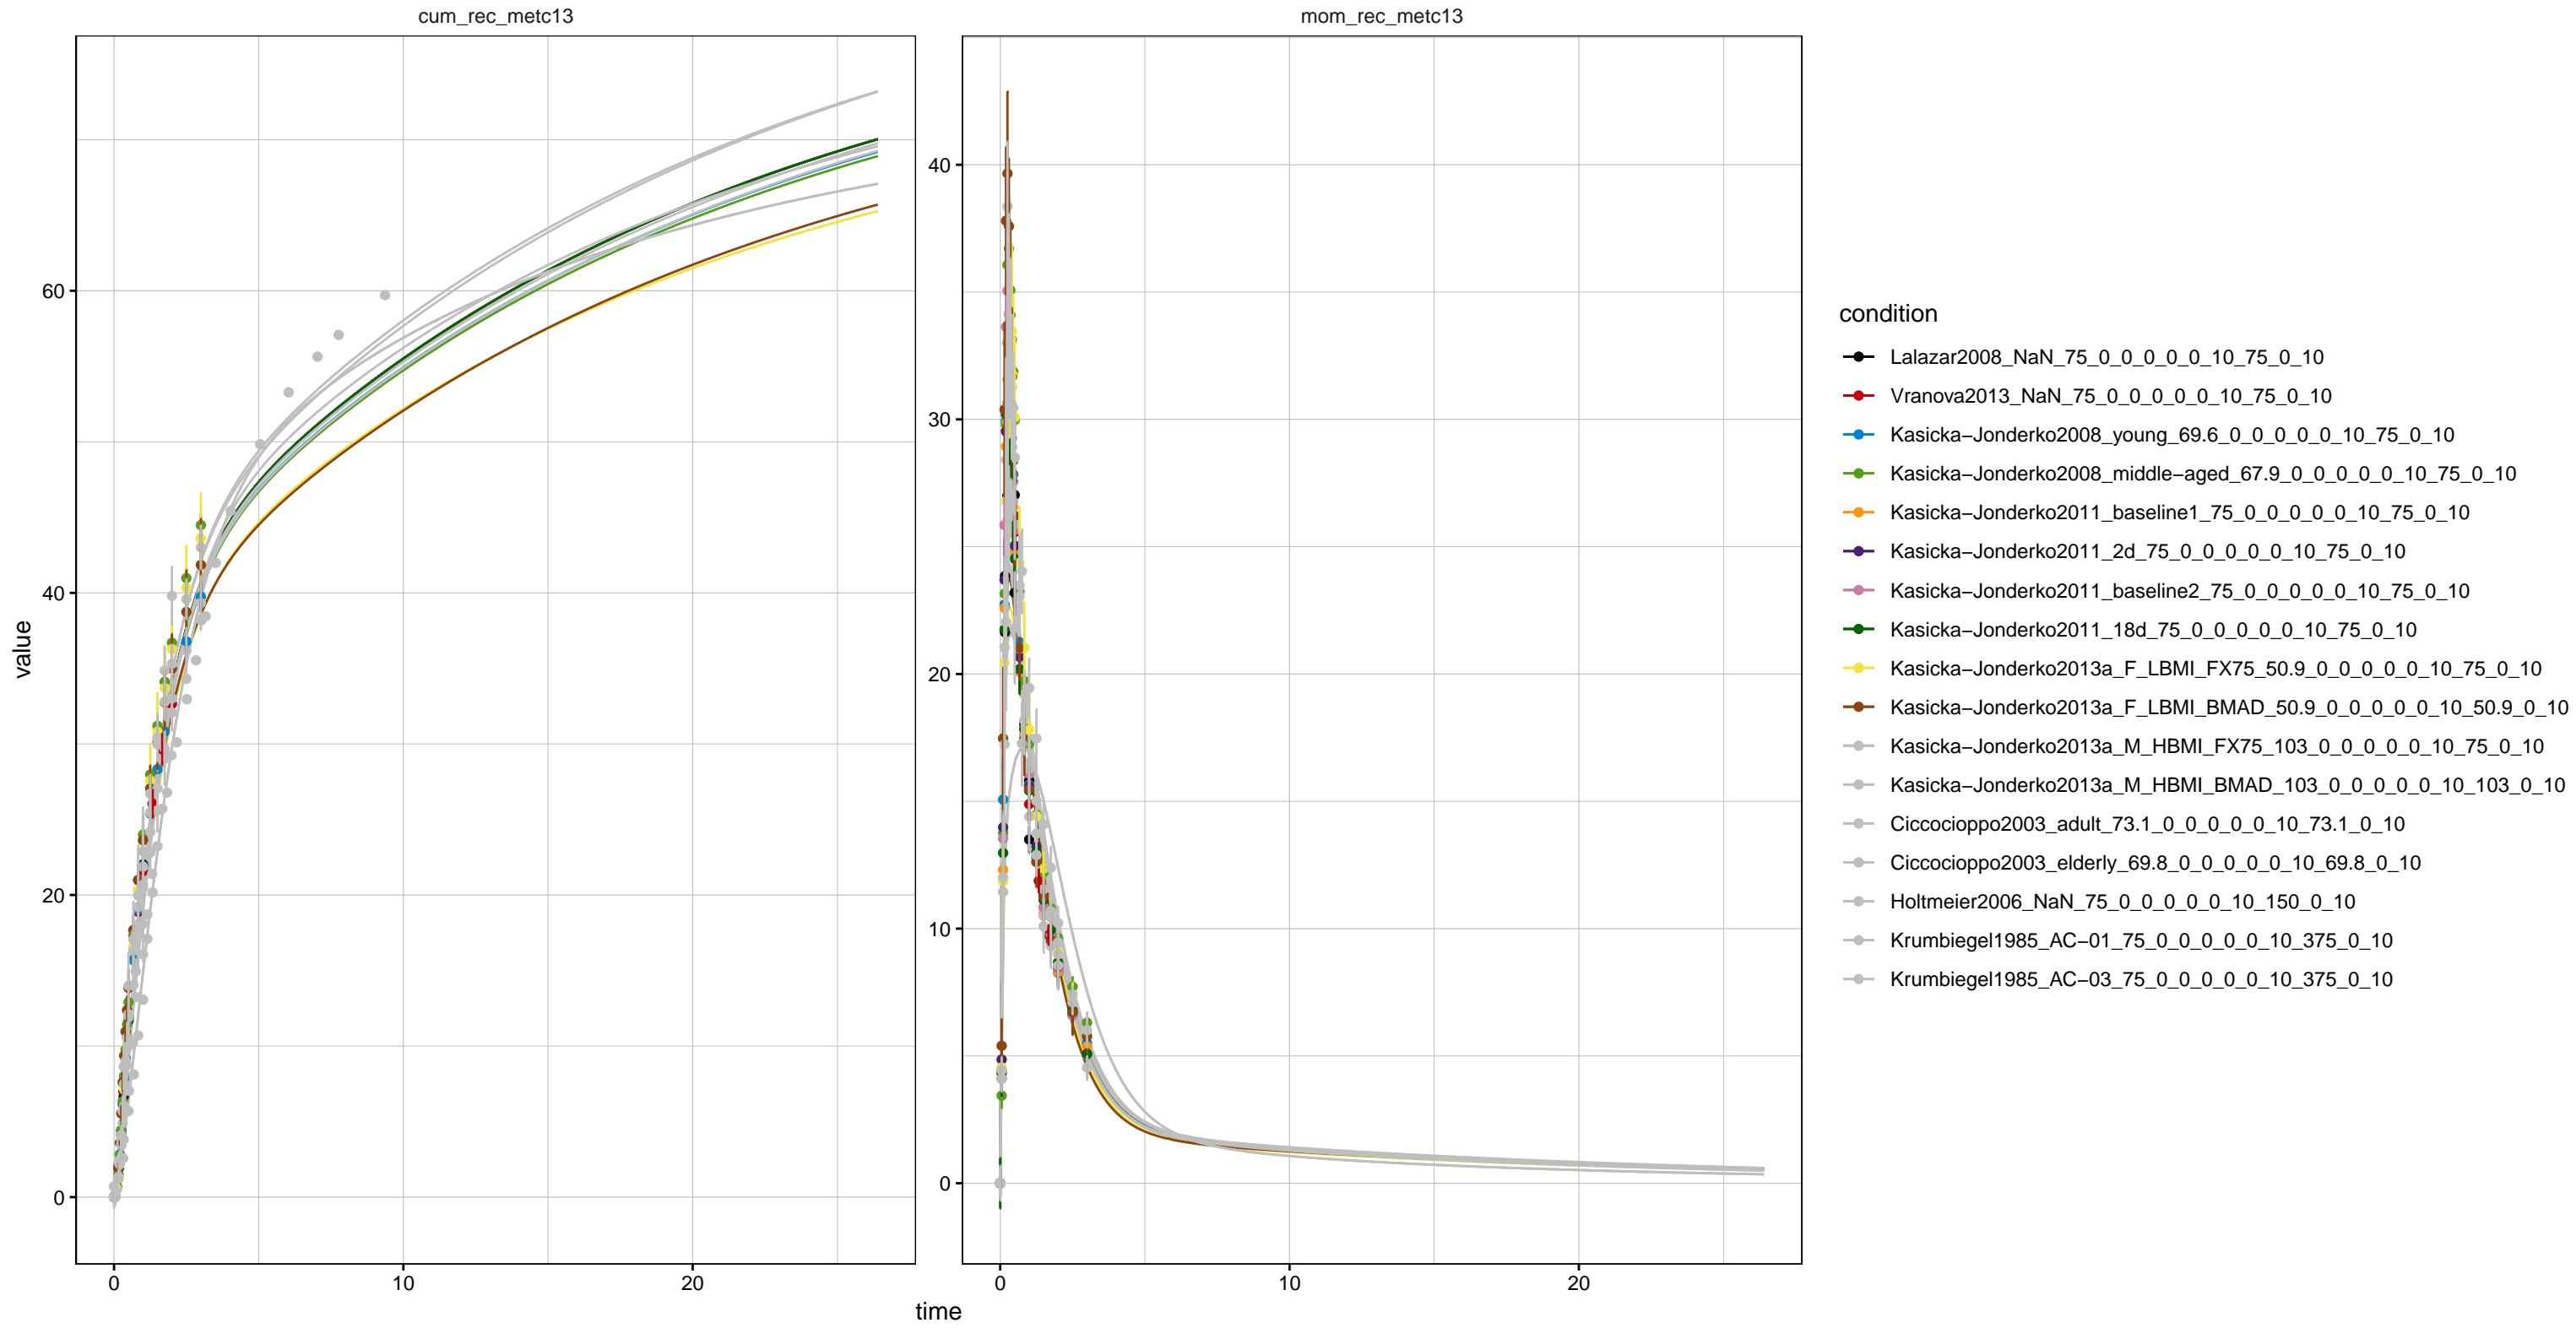 cum_rec_metc13
mom_rec_metc13
value
60
40
20
0
0
10
20
40
30
20
10
0
0
10
20
time
condition
Lalazar2008_NaN_75_0_0_0_0_0_10_75_0_10
Vranova2013_NaN_75_0_0_0_0_0_10_75_0_10
Kasicka−Jonderko2008_young_69.6_0_0_0_0_0_10_75_0_10
Kasicka−Jonderko2008_middle−aged_67.9_0_0_0_0_0_10_75_0_10
Kasicka−Jonderko2011_baseline1_75_0_0_0_0_0_10_75_0_10
Kasicka−Jonderko2011_2d_75_0_0_0_0_0_10_75_0_10
Kasicka−Jonderko2011_baseline2_75_0_0_0_0_0_10_75_0_10
Kasicka−Jonderko2011_18d_75_0_0_0_0_0_10_75_0_10
Kasicka−Jonderko2013a_F_LBMI_FX75_50.9_0_0_0_0_0_10_75_0_10
Kasicka−Jonderko2013a_F_LBMI_BMAD_50.9_0_0_0_0_0_10_50.9_0_10
Kasicka−Jonderko2013a_M_HBMI_FX75_103_0_0_0_0_0_10_75_0_10
Kasicka−Jonderko2013a_M_HBMI_BMAD_103_0_0_0_0_0_10_103_0_10
Ciccocioppo2003_adult_73.1_0_0_0_0_0_10_73.1_0_10
Ciccocioppo2003_elderly_69.8_0_0_0_0_0_10_69.8_0_10
Holtmeier2006_NaN_75_0_0_0_0_0_10_150_0_10
Krumbiegel1985_AC−01_75_0_0_0_0_0_10_375_0_10
Krumbiegel1985_AC−03_75_0_0_0_0_0_10_375_0_10